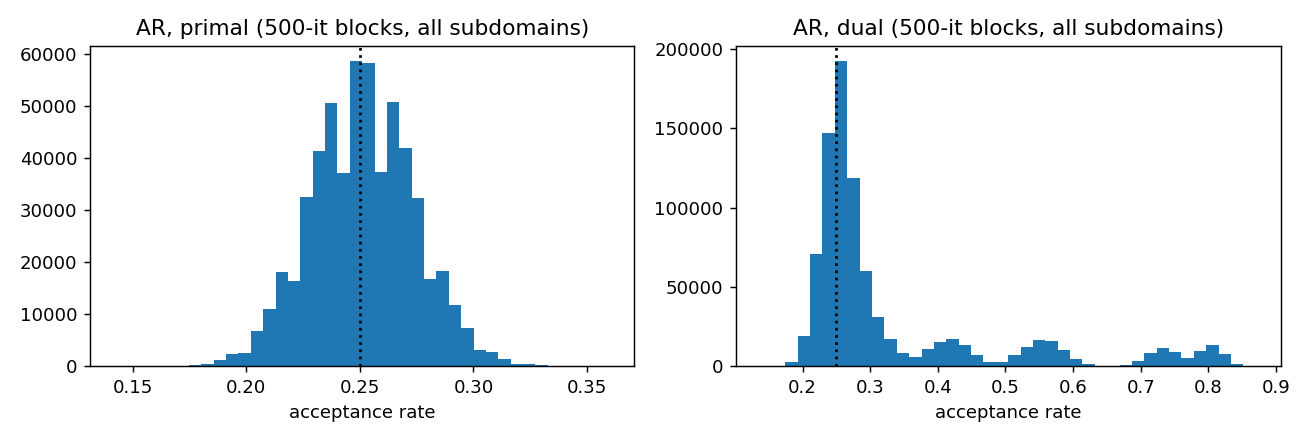 AR, primal (500-it blocks, all subdomains)
60000
50000
40000
30000
20000
10000
0
0.15 0.20 0.25 0.30 0.35
acceptance rate
AR, dual (500-it blocks, all subdomains)
200000
150000
100000
50000
0
0.2 0.3 0.4 0.5 0.6 0.7 0.8 0.9
acceptance rate